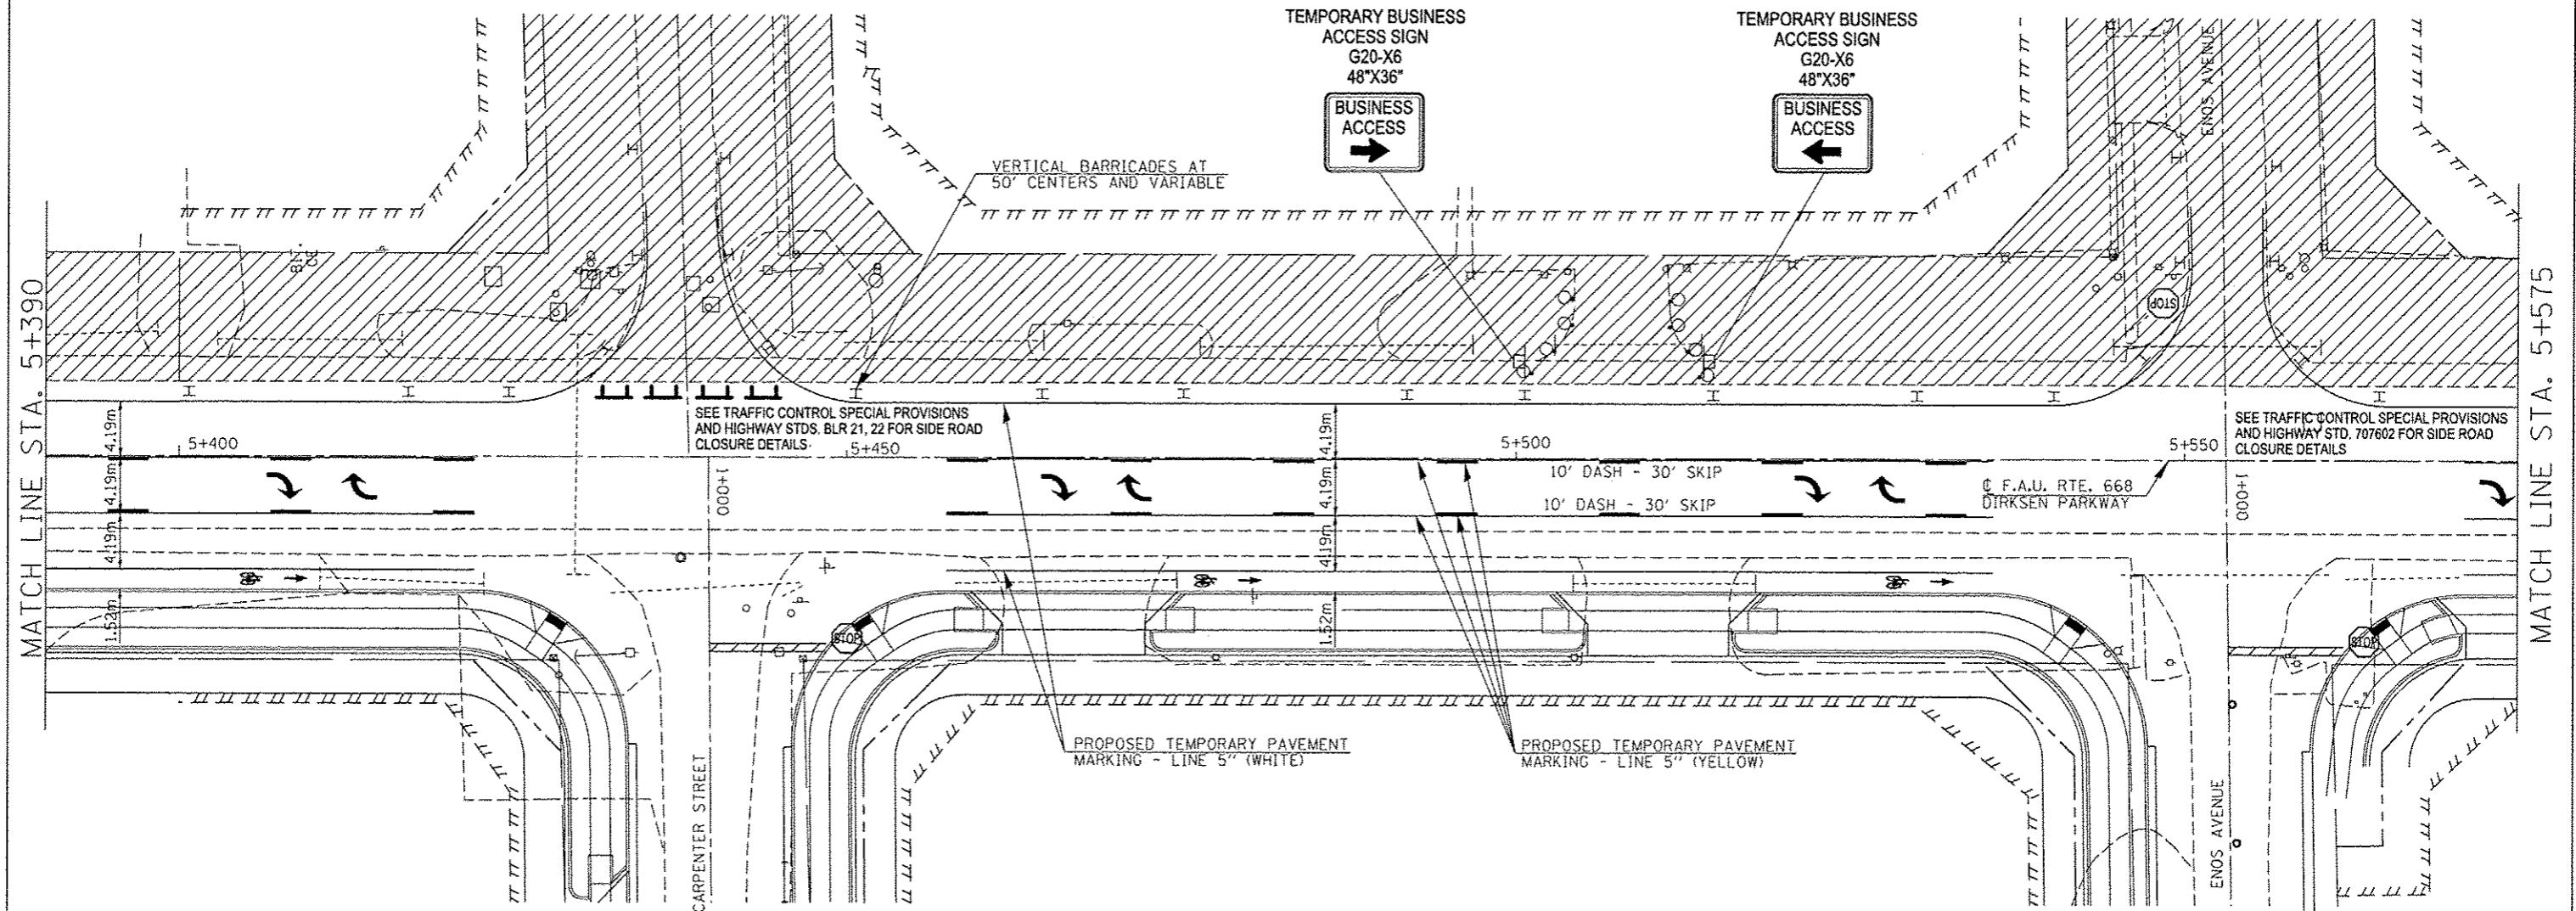 TEMPORARY BUSINESS
ACCESS SIGN
G20-X6
48"X36"
BUSINESS
ACCESS
TEMPORARY BUSINESS
ACCESS SIGN
G20-X6
48"X36"
BUSINESS
ACCESS
ENOS AVENUE
VERTICAL BARRICADES AT
50' CENTERS AND VARIABLE
STOP
MATCH LINE STA. 5+390
MATCH LINE STA. 5+575
SEE TRAFFIC CONTROL SPECIAL PROVISIONS
AND HIGHWAY STDS. BLR 21, 22 FOR SIDE ROAD
CLOSURE DETAILS
SEE TRAFFIC CONTROL SPECIAL PROVISIONS
AND HIGHWAY STD. 707602 FOR SIDE ROAD
CLOSURE DETAILS
5+400
5+450
5+500
5+550
4.19m
4.19m
4.19m
1.52m
4.19m
4.19m
4.19m
1.52m
1+000
1+000
10' DASH - 30' SKIP
10' DASH - 30' SKIP
℄ F.A.U. RTE. 668
DIRKSEN PARKWAY
STOP
STOP
PROPOSED TEMPORARY PAVEMENT
MARKING - LINE 5" (WHITE)
PROPOSED TEMPORARY PAVEMENT
MARKING - LINE 5" (YELLOW)
CARPENTER STREET
ENOS AVENUE